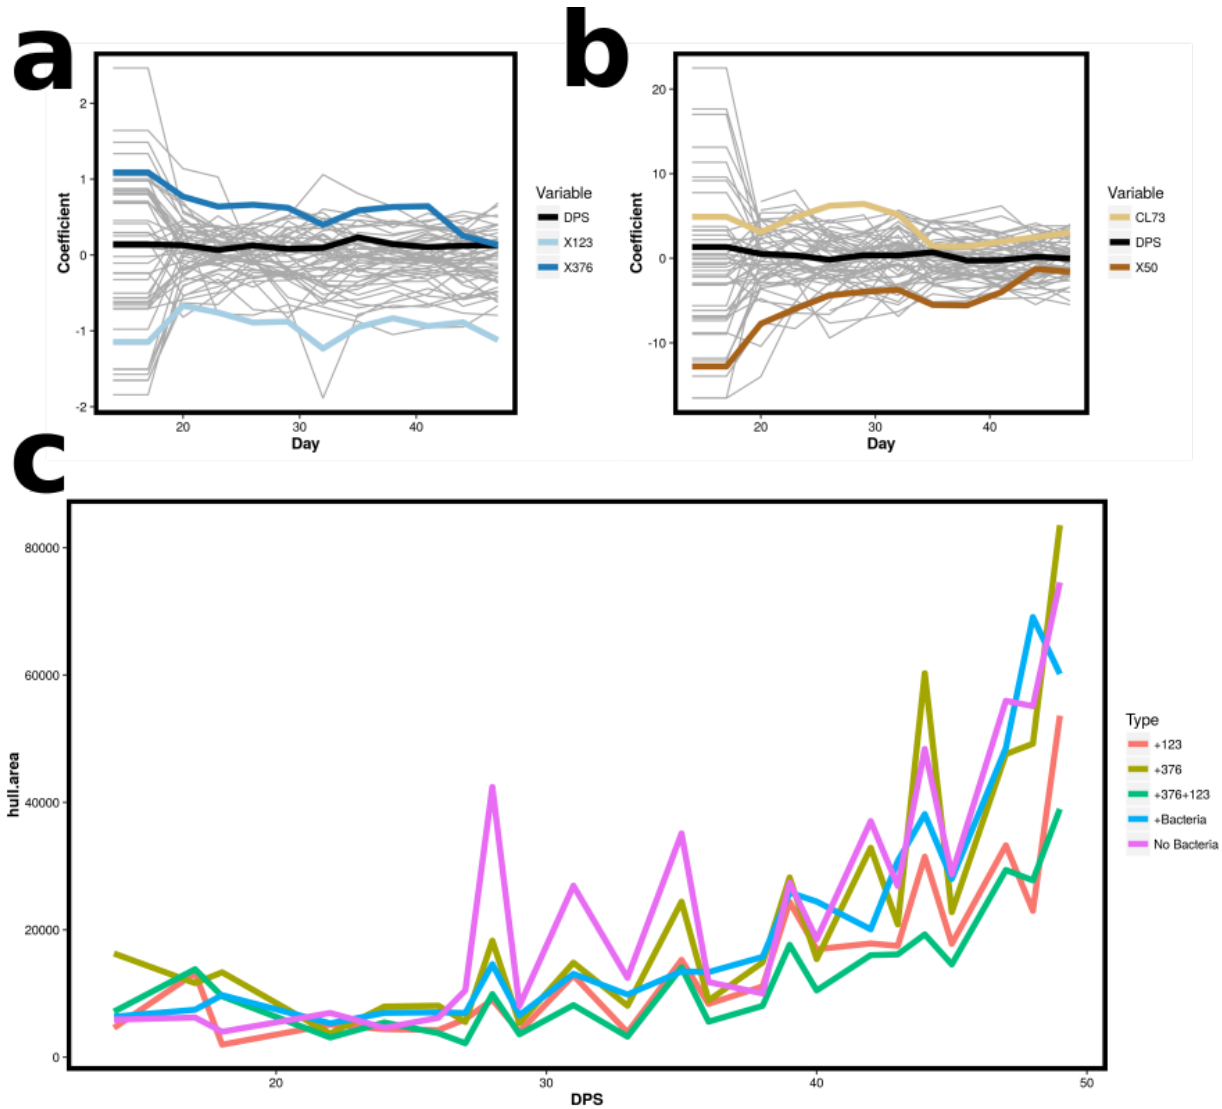 a
b
2
1
0
-1
-2
Coefficient
20
30
40
Day
Variable
DPS
X123
X376
20
10
0
-10
Coefficient
20
30
40
Day
Variable
CL73
DPS
X50
c
80000
60000
40000
20000
0
hull.area
20
30
40
50
DPS
Type
+123
+376
+376+123
+Bacteria
No Bacteria